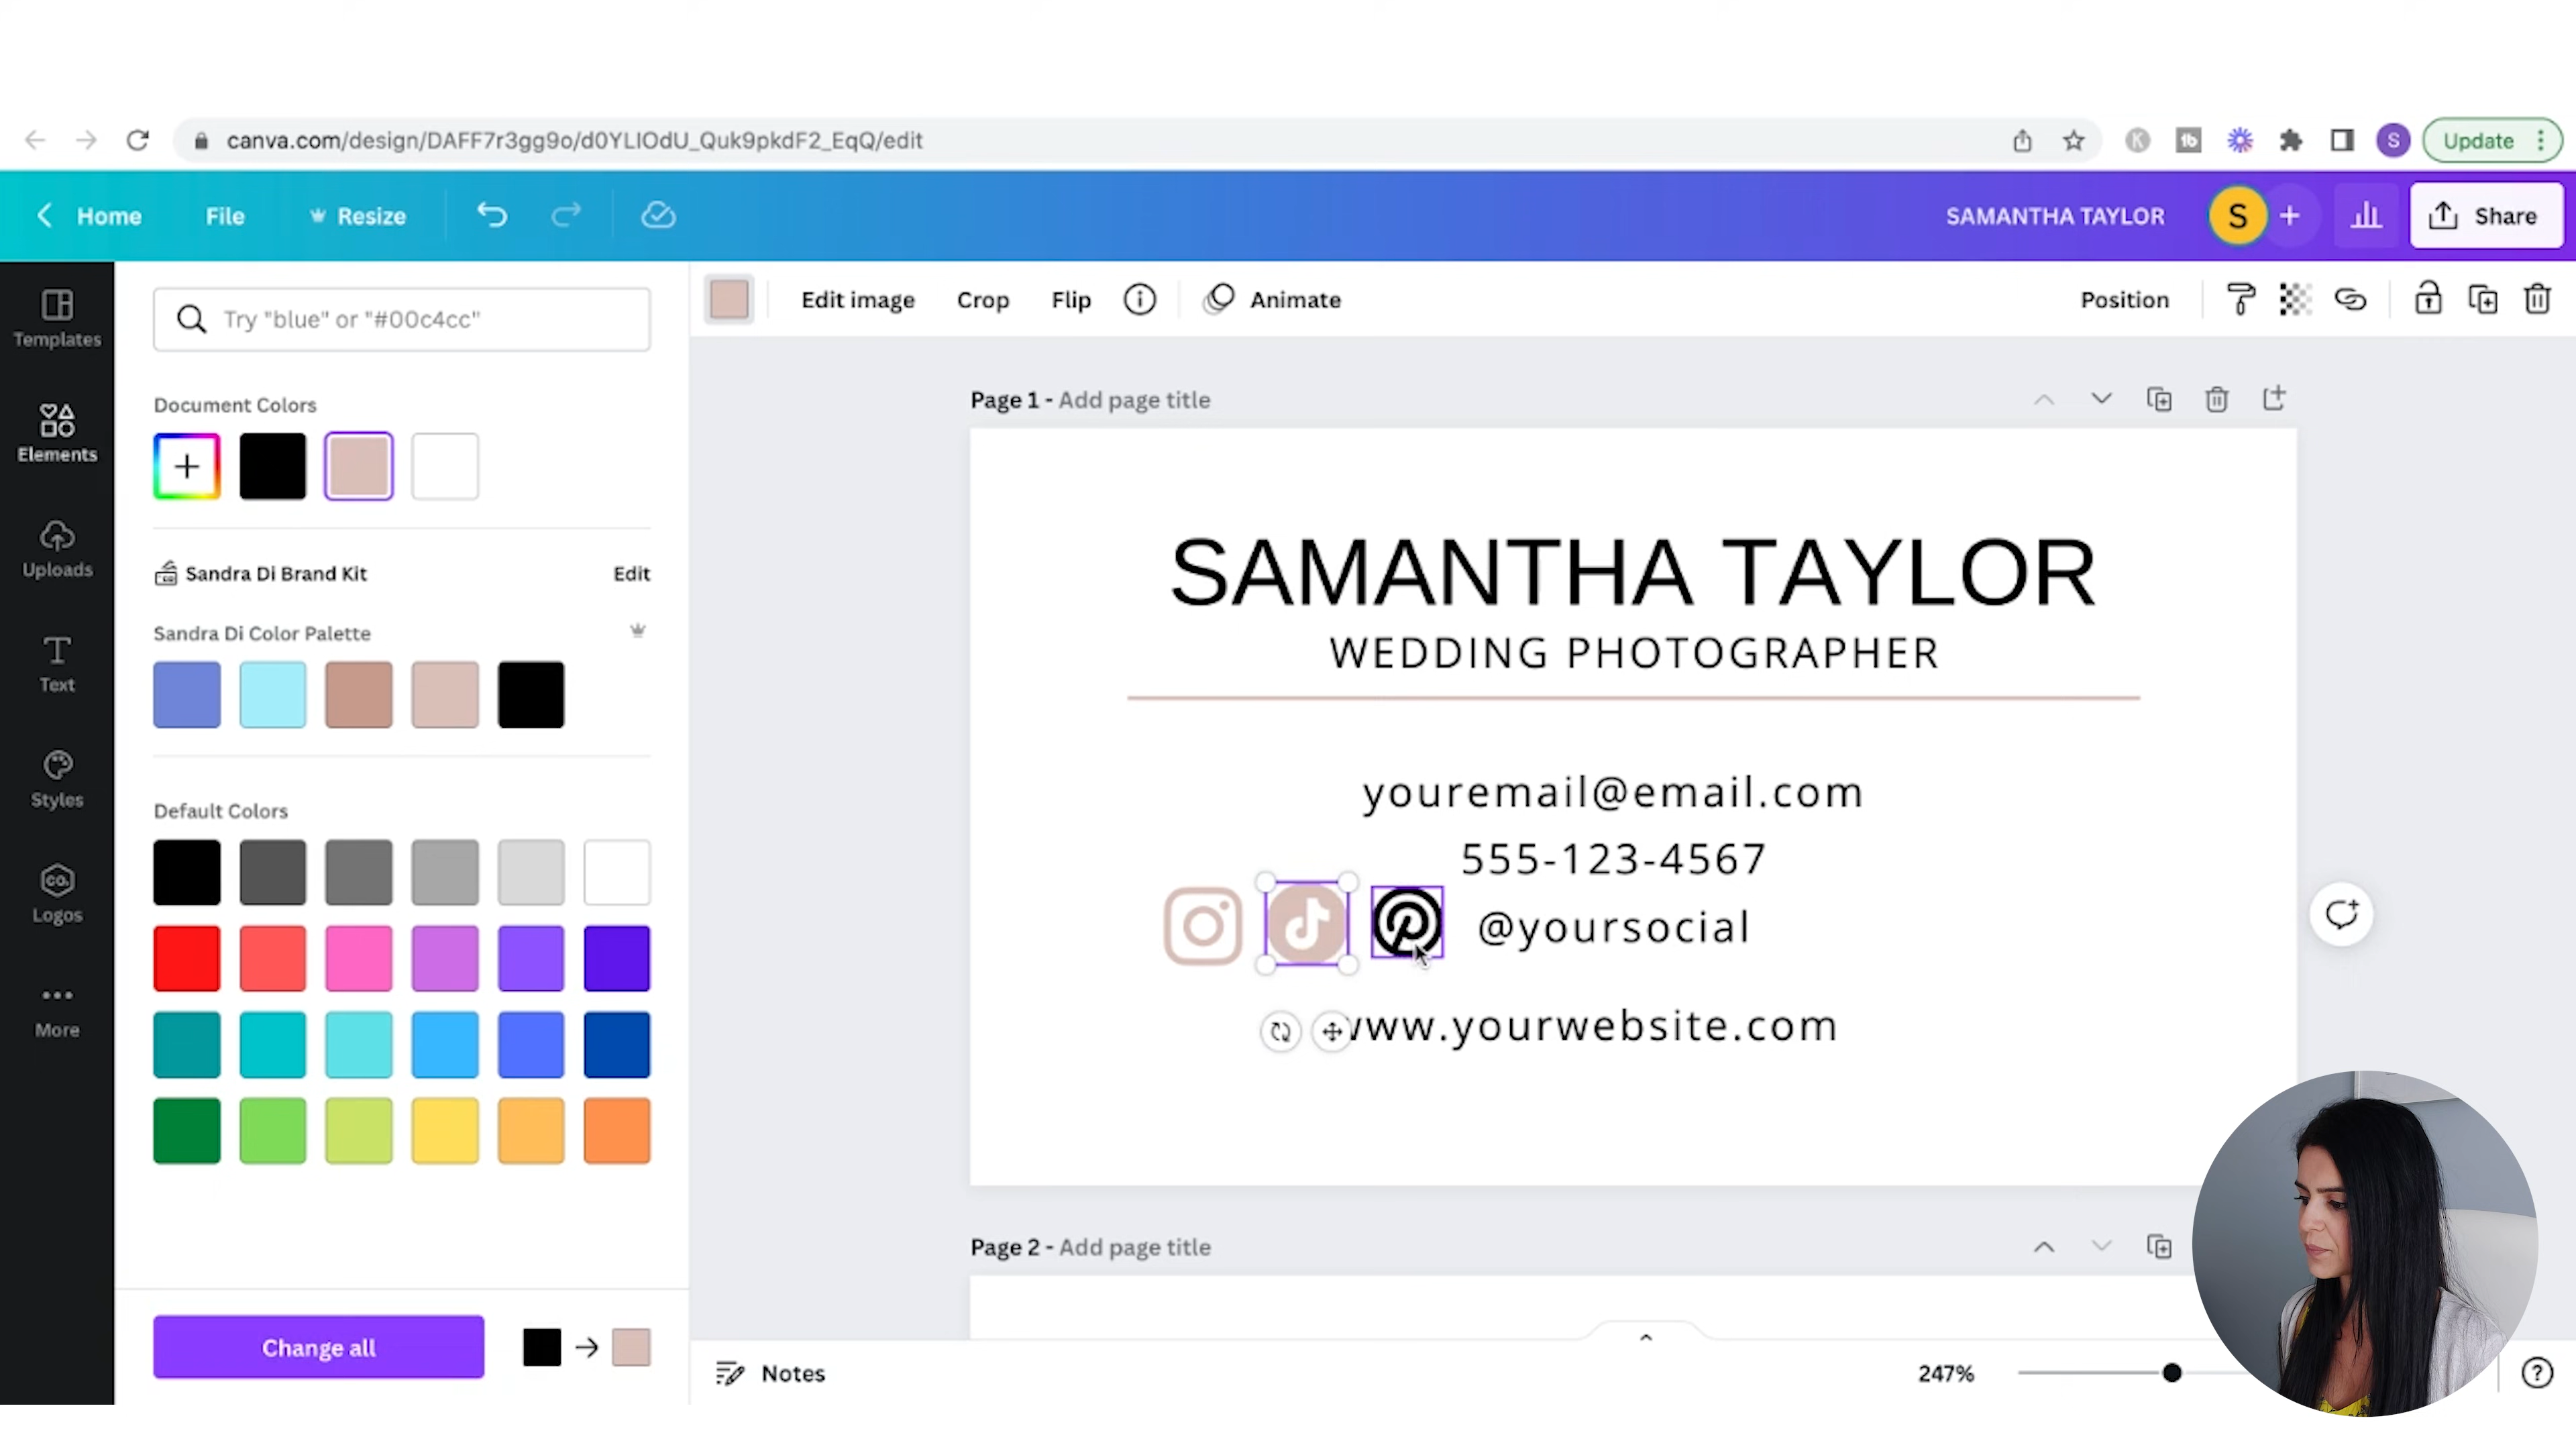 canva.com/design/DAFF7r3gg9o/d0YLIOdU_Quk9pkdF2_EqQ/edit
K
tb
S
Update
Home
File
Resize
SAMANTHA TAYLOR
S
+
Share
Templates
Elements
Uploads
Text
Styles
CO.
Logos
More
Try "blue" or "#00c4cc"
Document Colors
Sandra Di Brand Kit
Edit
Sandra Di Color Palette
Default Colors
Change all
Edit image
Crop
Flip
Animate
Position
Page 1 - Add page title
SAMANTHA TAYLOR
WEDDING PHOTOGRAPHER
youremail@email.com
555-123-4567
@yoursocial
www.yourwebsite.com
Page 2 - Add page title
Notes
247%